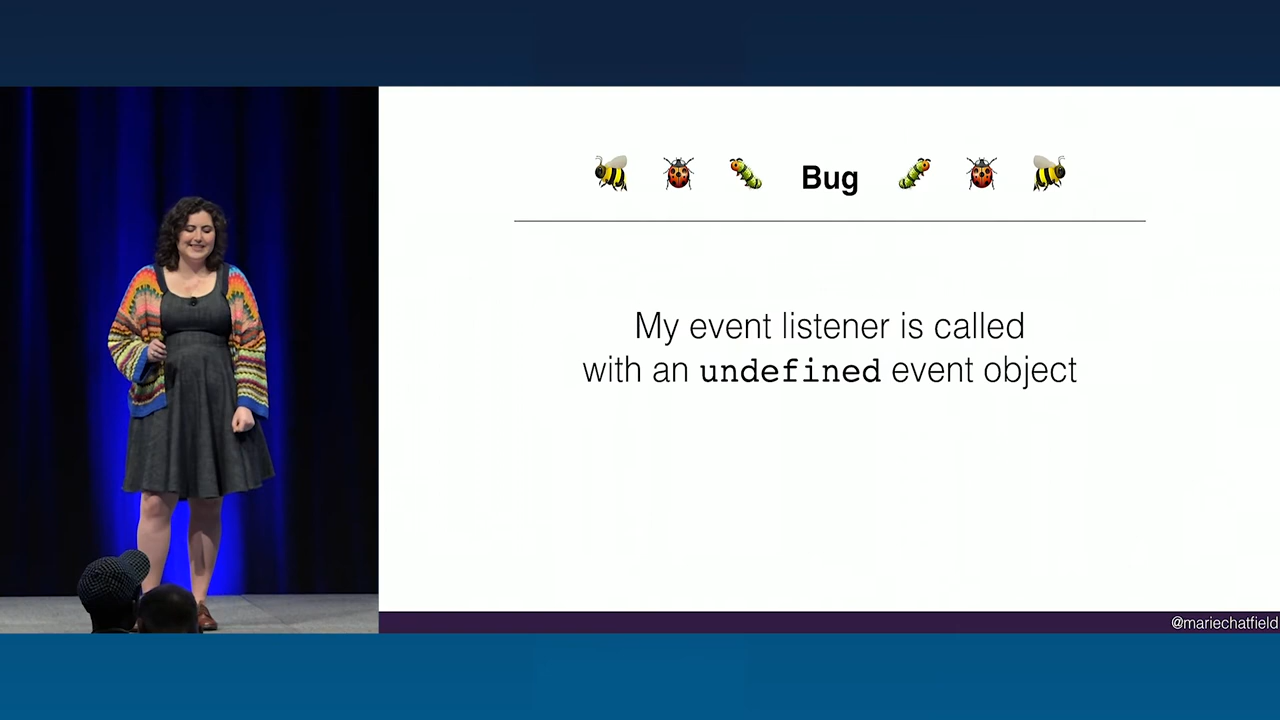 🐝 🐞 🐛 Bug 🐛 🐞 🐝
My event listener is called
with an undefined event object
@mariechatfield